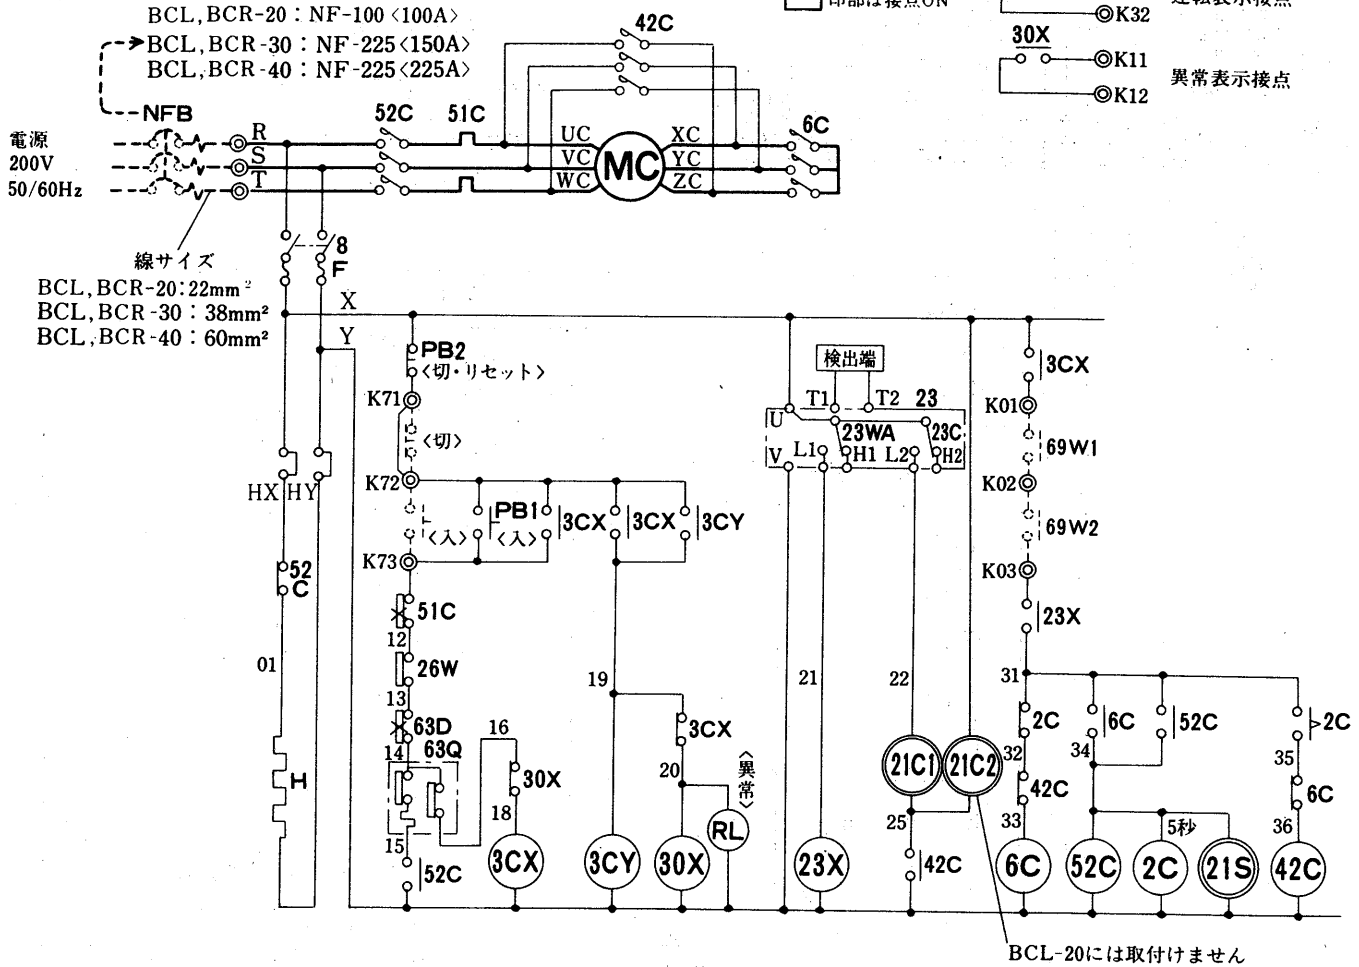 BCL,BCR-20:NF-100<100A>
BCL,BCR-30:NF-225<150A>
BCL,BCR-40:NF-225<225A>
印部は接点ON
運転表示接点
K32
30X
K11
K12
異常表示接点
NFB
電源
200V
50/60Hz
R
S
T
52C
51C
42C
UC
VC
WC
MC
XC
YC
ZC
6C
線サイズ
BCL,BCR-20:22mm²
BCL,BCR-30:38mm²
BCL,BCR-40:60mm²
8
F
X
Y
PB2
<切・リセット>
K71
<切>
K72
<入>
PB1
<入>
3CX
3CX
3CY
K73
51C
12
26W
13
63D
14
63Q
15
52C
16
30X
18
3CX
19
3CY
3CX
20
30X
<異常>
RL
HX HY
52
C
01
H
検出端
T1
T2
23
U
V
23WA
23C
L1
H1
L2
H2
21
22
23X
21C1
21C2
25
42C
3CX
K01
69W1
K02
69W2
K03
23X
31
2C
32
42C
33
6C
6C
34
52C
52C
5秒
2C
21S
2C
35
6C
36
42C
BCL-20には取付けません